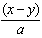 (x − y)
a